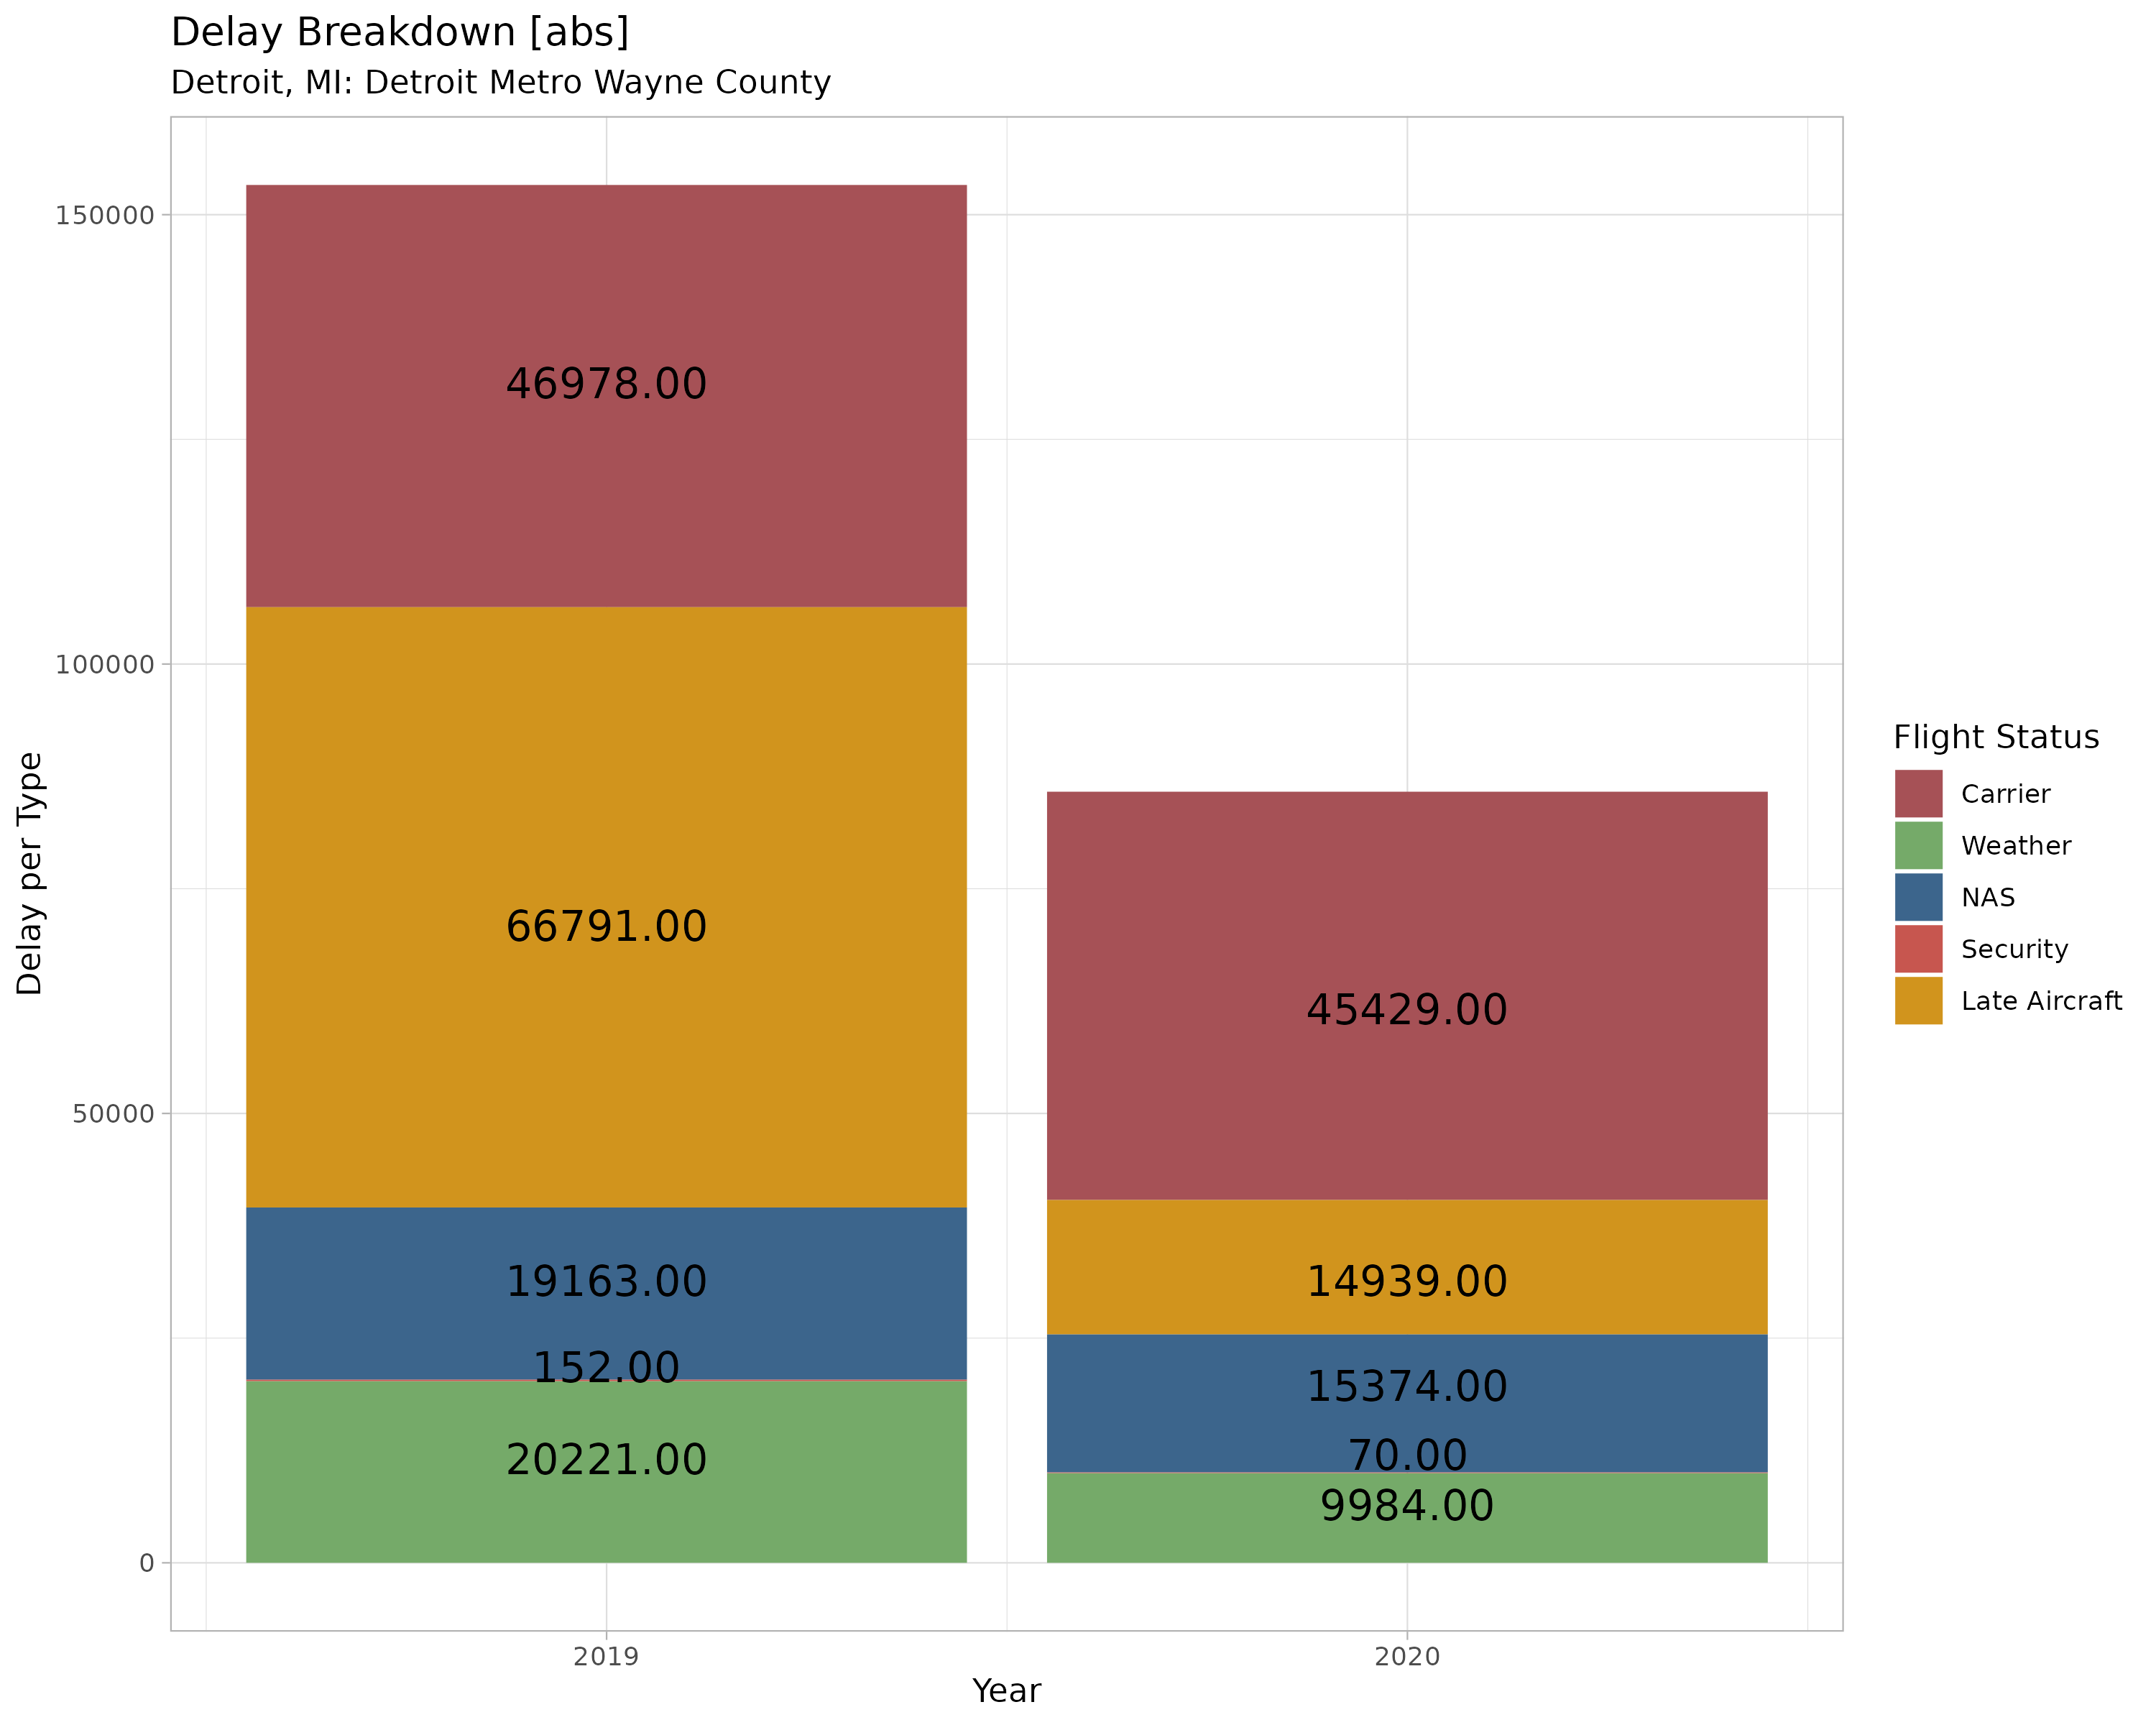 Delay Breakdown [abs]
Detroit, MI: Detroit Metro Wayne County
Delay per Type
150000
100000
50000
0
46978.00
66791.00
19163.00
152.00
20221.00
45429.00
14939.00
15374.00
70.00
9984.00
2019
2020
Year
Flight Status
Carrier
Weather
NAS
Security
Late Aircraft